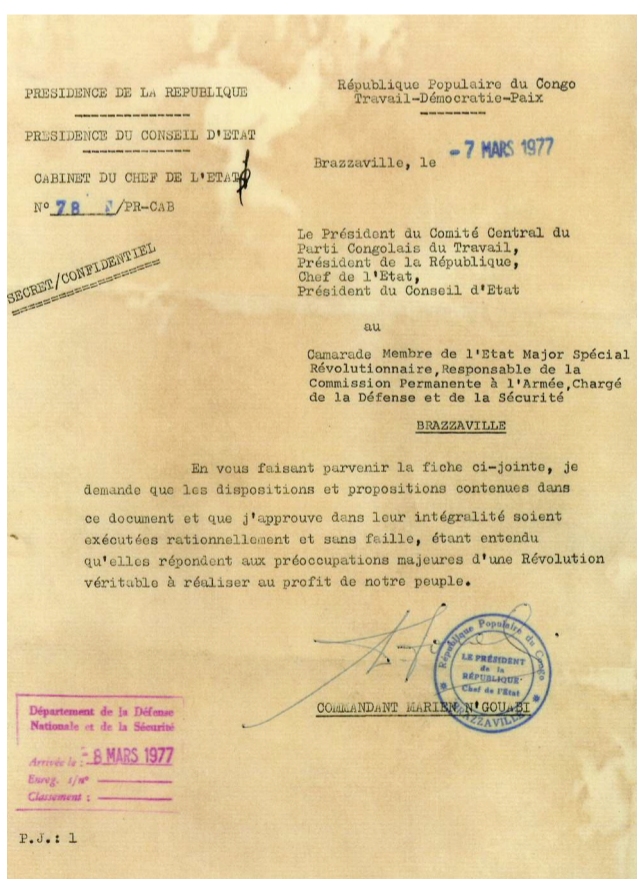 PRESIDENCE DE LA REPUBLIQUE
PRESIDENCE DU CONSEIL D'ETAT
CABINET DU CHEF DE L'ETAT
N° 78 /PR-CAB
SECRET/CONFIDENTIEL
République Populaire du Congo
Travail-Démocratie-Paix
Brazzaville, le - 7 MARS 1977
Le Président du Comité Central du
Parti Congolais du Travail,
Président de la République,
Chef de l'Etat,
Président du Conseil d'Etat
au
Camarade Membre de l'Etat Major Spécial
Révolutionnaire,Responsable de la
Commission Permanente à l'Armée,Chargé
de la Défense et de la Sécurité
BRAZZAVILLE
En vous faisant parvenir la fiche ci-jointe, je
demande que les dispositions et propositions contenues dans
ce document et que j'approuve dans leur intégralité soient
exécutées rationnellement et sans faille, étant entendu
qu'elles répondent aux préoccupations majeures d'une Révolution
véritable à réaliser au profit de notre peuple.
République Populaire du Congo
LE PRÉSIDENT
de la
RÉPUBLIQUE
Chef de l'Etat
BRAZZAVILLE
COMMANDANT MARIEN N'GOUABI
Département de la Défense
Nationale et de la Sécurité
Arrivée le : - 8 MARS 1977
Enreg. s/n°
Classement :
P.J.: 1